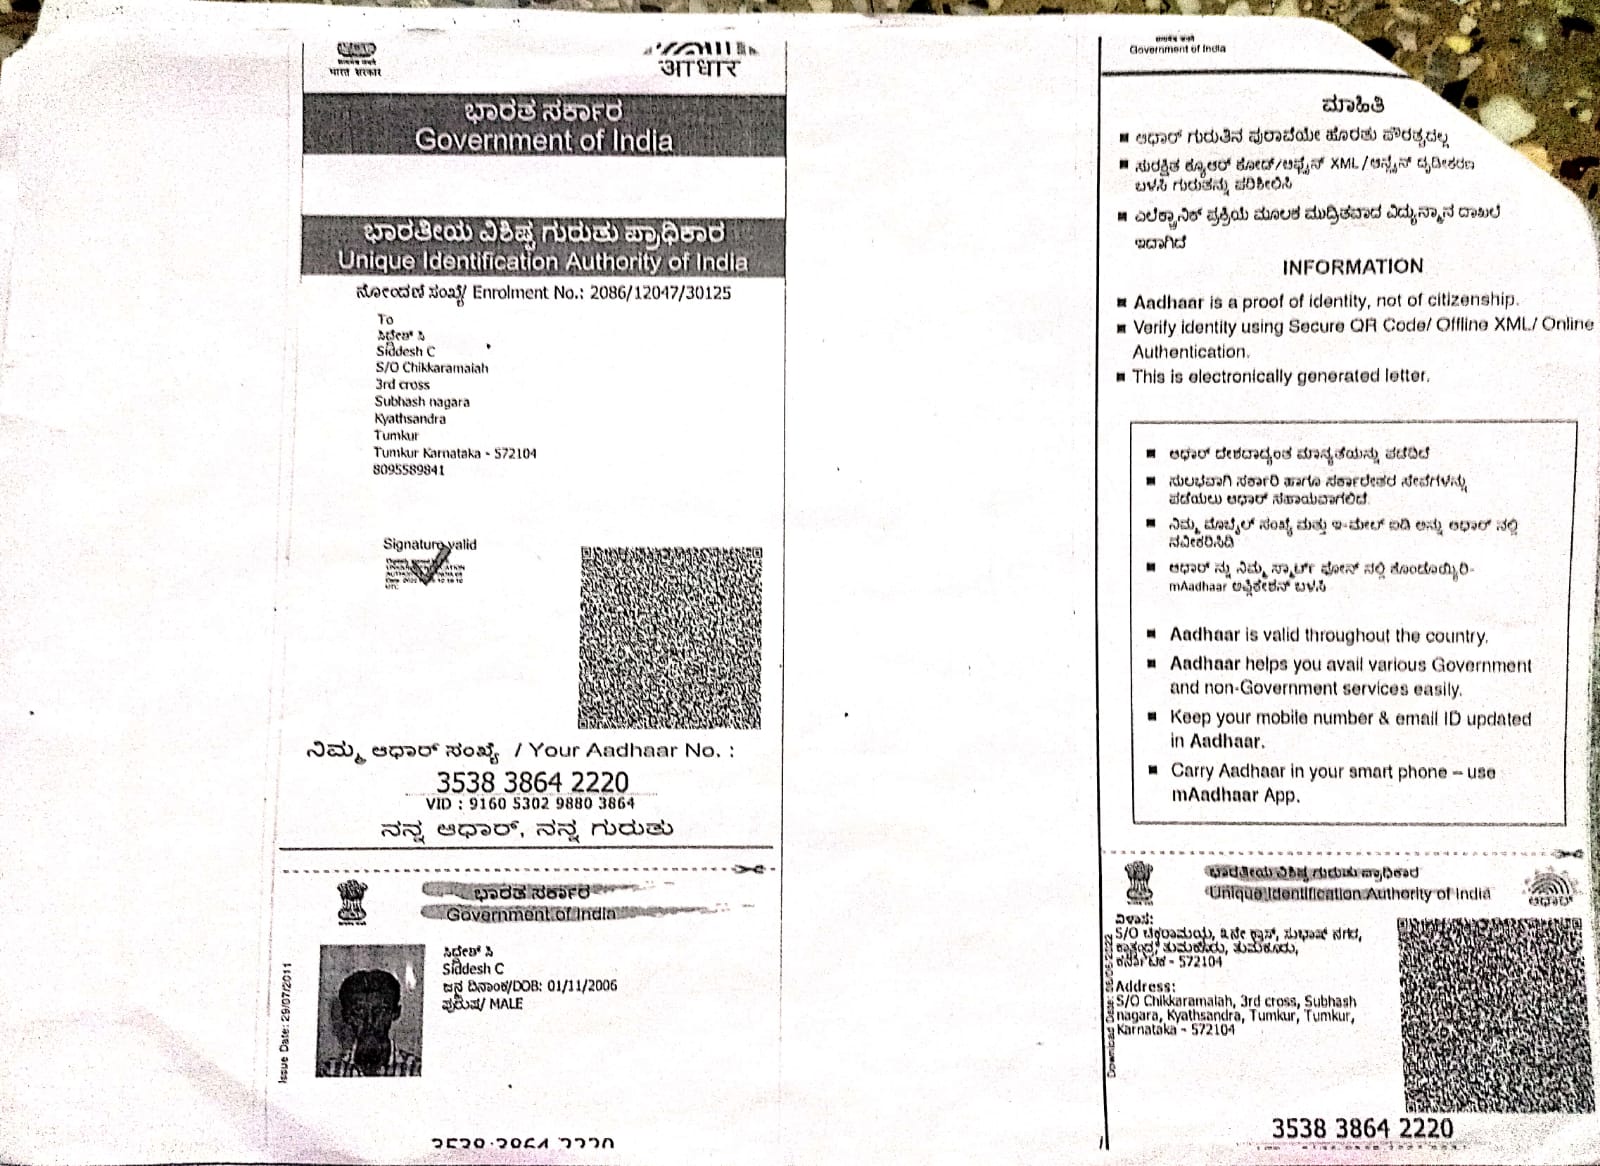 भारत सरकार
आधार
ಭಾರತ ಸರ್ಕಾರ
Government of India
ಭಾರತೀಯ ವಿಶಿಷ್ಟ ಗುರುತು ಪ್ರಾಧಿಕಾರ
Unique Identification Authority of India
ನೋಂದಣಿ ಸಂಖ್ಯೆ/ Enrolment No.: 2086/12047/30125
To
ಸಿದ್ದೇಶ್ ಸಿ
Siddesh C
S/O Chikkaramaiah
3rd cross
Subhash nagara
Kyathsandra
Tumkur
Tumkur Karnataka - 572104
8095589841
Signature valid
ನಿಮ್ಮ ಆಧಾರ್ ಸಂಖ್ಯೆ / Your Aadhaar No. :
3538 3864 2220
VID : 9160 5302 9880 3864
ನನ್ನ ಆಧಾರ್, ನನ್ನ ಗುರುತು
ಭಾರತ ಸರ್ಕಾರ
Government of India
ಸಿದ್ದೇಶ್ ಸಿ
Siddesh C
ಜನ್ಮ ದಿನಾಂಕ/DOB: 01/11/2006
ಪುರುಷ/ MALE
Issue Date: 29/07/2011
3538 3864 2220
Government of India
ಮಾಹಿತಿ
■ ಆಧಾರ್ ಗುರುತಿನ ಪುರಾವೆಯೇ ಹೊರತು ಪೌರತ್ವದಲ್ಲ
■ ಸುರಕ್ಷಿತ ಕ್ಯೂಆರ್ ಕೋಡ್/ಆಫ್ಲೈನ್ XML / ಆನ್ಲೈನ್ ದೃಢೀಕರಣ
ಬಳಸಿ ಗುರುತನ್ನು ಪರಿಶೀಲಿಸಿ
■ ಎಲೆಕ್ಟ್ರಾನಿಕ್ ಪ್ರಕ್ರಿಯೆ ಮೂಲಕ ಮುದ್ರಿತವಾದ ವಿದ್ಯುನ್ಮಾನ ದಾಖಲೆ
ಇದಾಗಿದೆ
INFORMATION
■ Aadhaar is a proof of identity, not of citizenship.
■ Verify identity using Secure QR Code/ Offline XML/ Online
Authentication.
■ This is electronically generated letter.
■ ಆಧಾರ್ ದೇಶದಾದ್ಯಂತ ಮಾನ್ಯತೆಯನ್ನು ಪಡೆದಿದೆ
■ ಸುಲಭವಾಗಿ ಸರ್ಕಾರಿ ಹಾಗೂ ಸರ್ಕಾರೇತರ ಸೇವೆಗಳನ್ನು
ಪಡೆಯಲು ಆಧಾರ್ ಸಹಾಯವಾಗಲಿದೆ
■ ನಿಮ್ಮ ಮೊಬೈಲ್ ಸಂಖ್ಯೆ ಮತ್ತು ಇ-ಮೇಲ್ ಐಡಿ ಅನ್ನು ಆಧಾರ್ ನಲ್ಲಿ
ನವೀಕರಿಸಿರಿ
■ ಆಧಾರ್ ನ್ನು ನಿಮ್ಮ ಸ್ಮಾರ್ಟ್ ಫೋನ್ ನಲ್ಲಿ ಕೊಂಡೊಯ್ಯಿರಿ-
mAadhaar ಅಪ್ಲಿಕೇಶನ್ ಬಳಸಿ
■ Aadhaar is valid throughout the country.
■ Aadhaar helps you avail various Government
and non-Government services easily.
■ Keep your mobile number & email ID updated
in Aadhaar.
■ Carry Aadhaar in your smart phone – use
mAadhaar App.
ಭಾರತೀಯ ವಿಶಿಷ್ಟ ಗುರುತು ಪ್ರಾಧಿಕಾರ
Unique Identification Authority of India
ವಿಳಾಸ:
S/O ಚಿಕ್ಕರಾಮಯ್ಯ, ೩ನೇ ಕ್ರಾಸ್, ಸುಭಾಷ್ ನಗರ,
ಕ್ಯಾತ್ಸಂದ್ರ, ತುಮಕೂರು, ತುಮಕೂರು,
ಕರ್ನಾಟಕ - 572104
Address:
S/O Chikkaramaiah, 3rd cross, Subhash
nagara, Kyathsandra, Tumkur, Tumkur,
Karnataka - 572104
Download Date:
3538 3864 2220